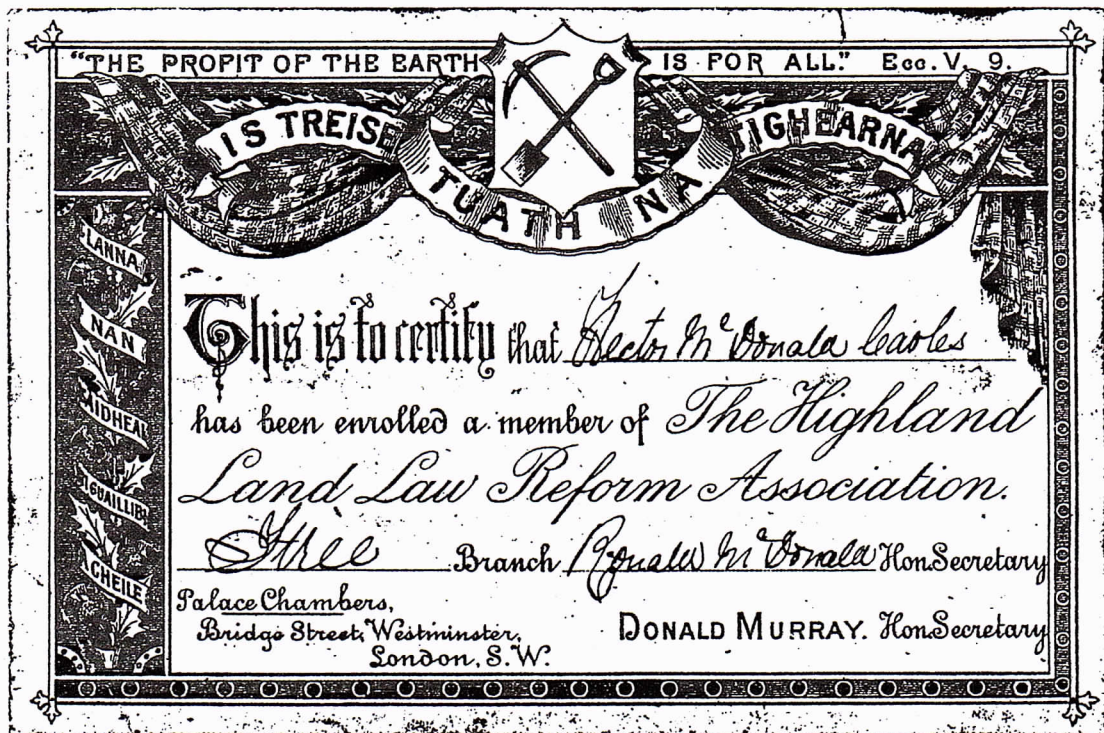 "THE PROFIT OF THE EARTH IS FOR ALL." Ecc. V, 9.
IS TREISE TUATH NA TIGHEARNA
LANNA
NAN
GAIDHEAL
CHEILE
This is to certify that Hector McDonald
has been enrolled a member of The Highland
Land Law Reform Association.
Branch Ronald McDonald Hon. Secretary
Palace Chambers,
Bridge Street, Westminster,
London, S.W.
DONALD MURRAY. Hon. Secretary